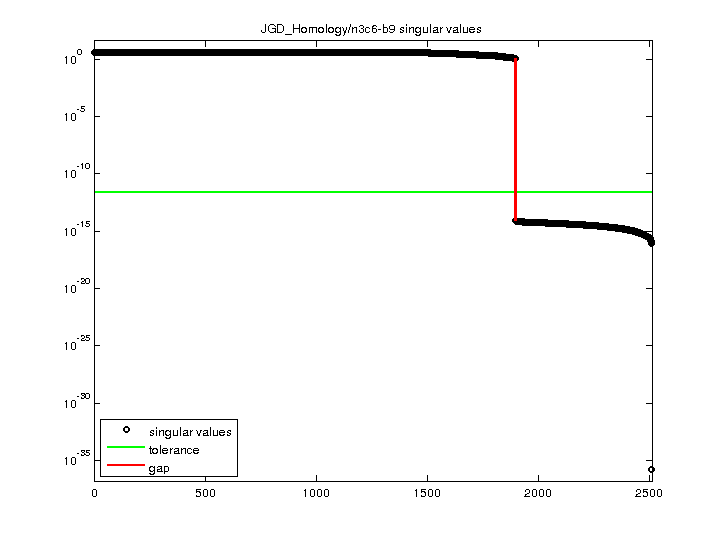 JGD_Homology/n3c6-b9 singular values
10^0
10^-5
10^-10
10^-15
10^-20
10^-25
10^-30
10^-35
singular values
tolerance
gap
0 500 1000 1500 2000 2500